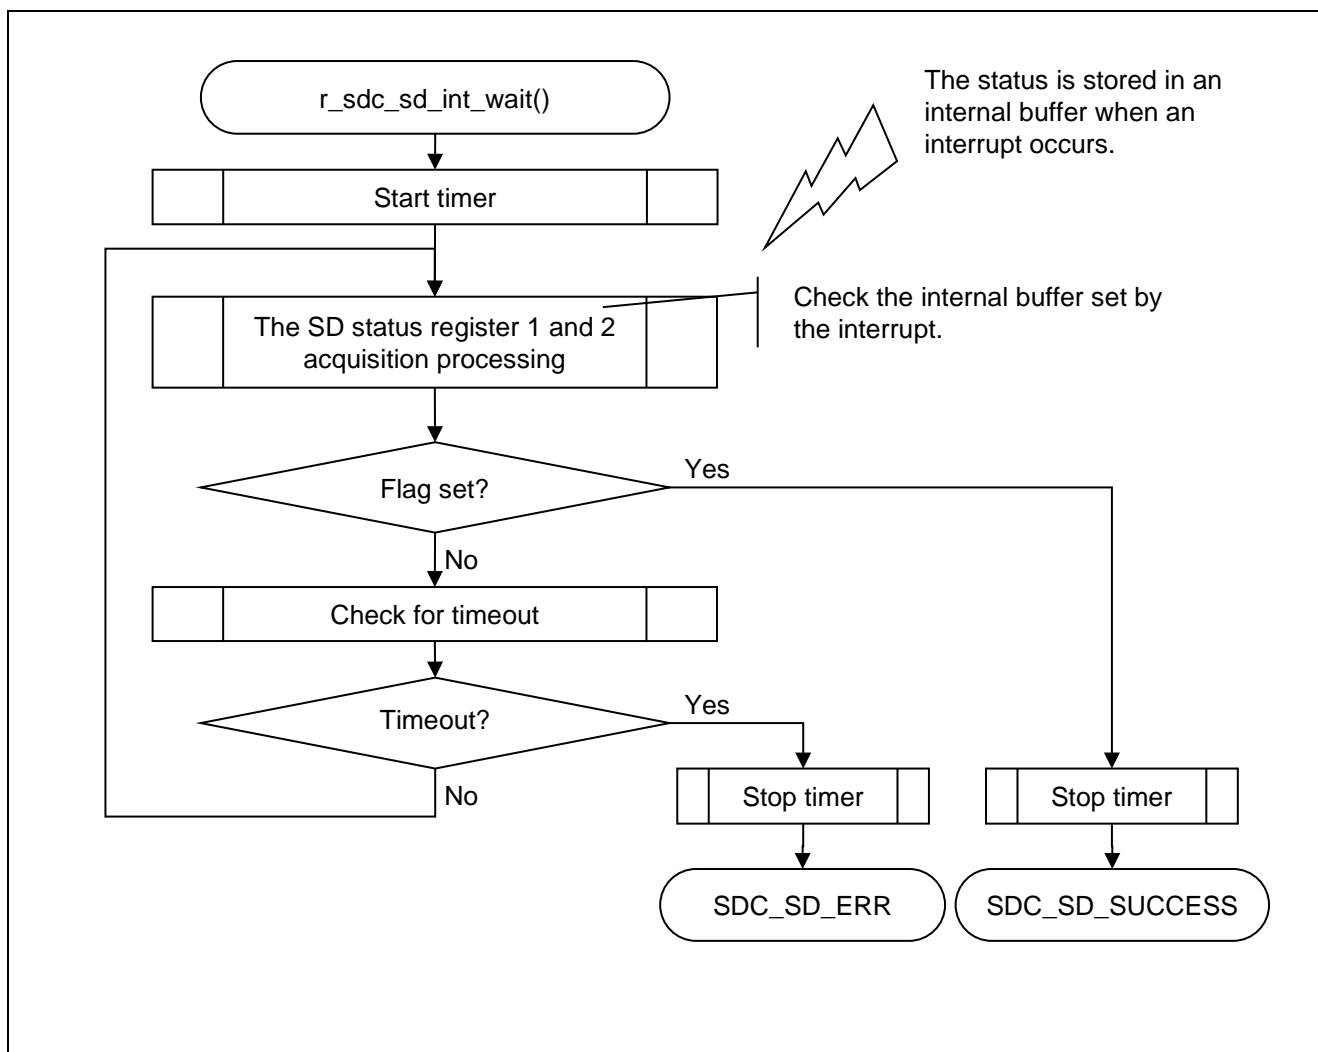 r_sdc_sd_int_wait()
The status is stored in an
internal buffer when an
interrupt occurs.
Start timer
The SD status register 1 and 2
acquisition processing
Check the internal buffer set by
the interrupt.
Flag set?
Yes
No
Check for timeout
Timeout?
Yes
No
Stop timer
Stop timer
SDC_SD_ERR
SDC_SD_SUCCESS